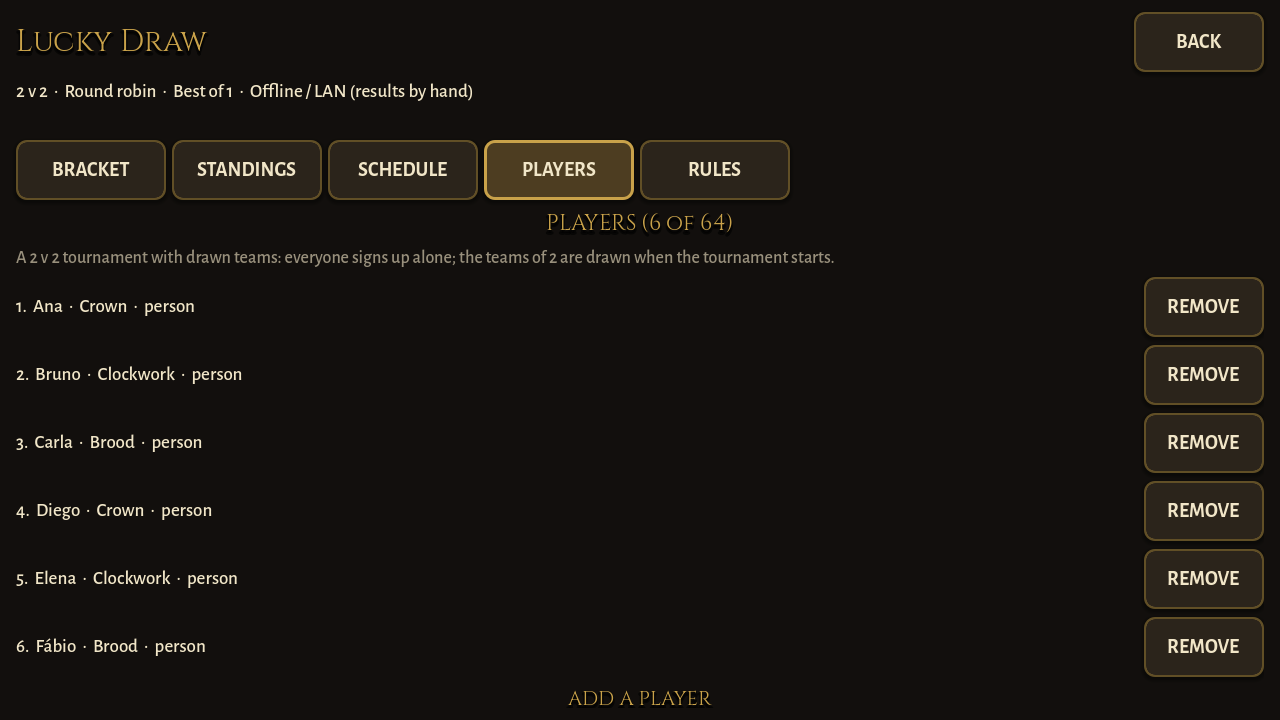 Lucky Draw
BACK
2 v 2 · Round robin · Best of 1 · Offline / LAN (results by hand)
BRACKET
STANDINGS
SCHEDULE
PLAYERS
RULES
PLAYERS (6 OF 64)
A 2 v 2 tournament with drawn teams: everyone signs up alone; the teams of 2 are drawn when the tournament starts.
1. Ana · Crown · person
REMOVE
2. Bruno · Clockwork · person
REMOVE
3. Carla · Brood · person
REMOVE
4. Diego · Crown · person
REMOVE
5. Elena · Clockwork · person
REMOVE
6. Fábio · Brood · person
REMOVE
ADD A PLAYER